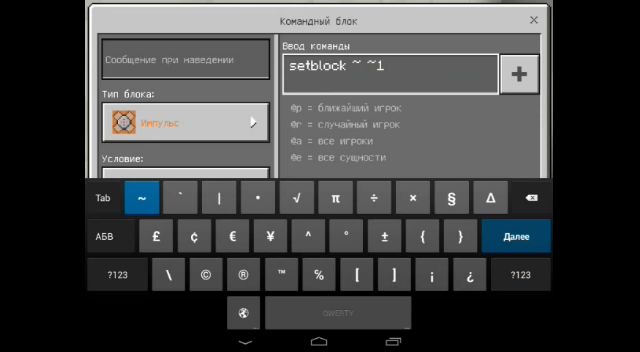 Командный блок
×
Сообщение при наведении
Ввод команды
setblock ~ ~1
+
Тип блока:
Импульс
@p = ближайший игрок
@r = случайный игрок
@a = все игроки
@e = все сущности
Условие:
Tab ~ ` | • √ π ÷ × § Δ
АБВ £ ¢ € ¥ ^ ° ± { } Далее
?123 \ © ® ™ % [ ] ¡ ¿ ?123
QWERTY